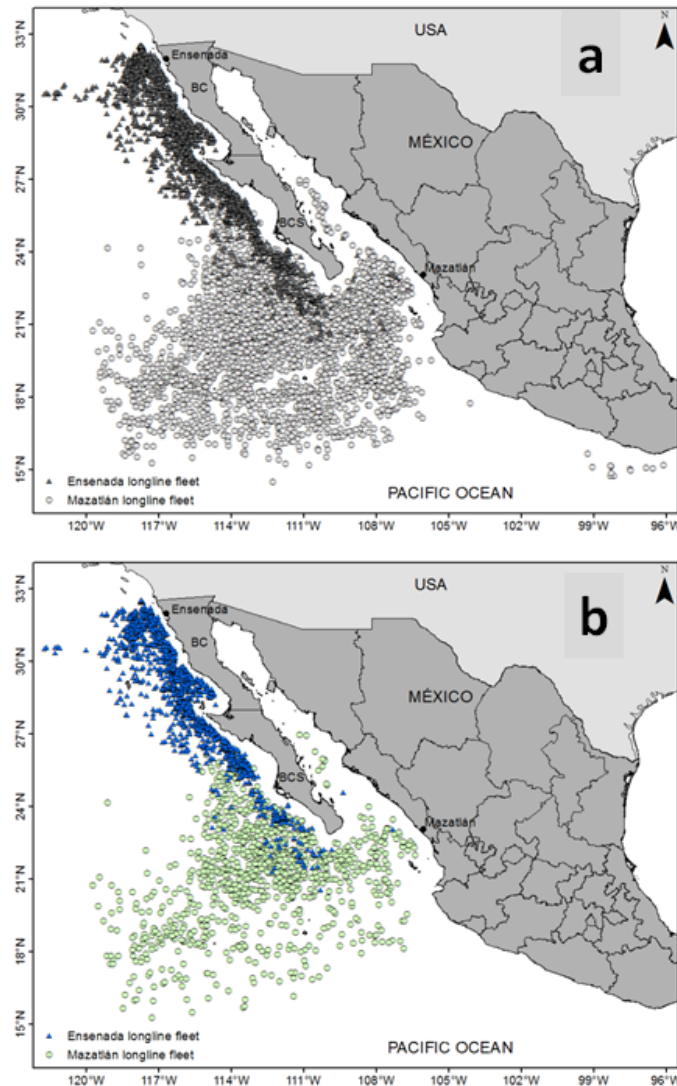 USA
a
N
Ensenada
BC
MÉXICO
BCS
Mazatlán
33°N
30°N
27°N
24°N
21°N
18°N
15°N
Ensenada longline fleet
Mazatlán longline fleet
PACIFIC OCEAN
120°W 117°W 114°W 111°W 108°W 105°W 102°W 99°W 96°W
USA
b
N
Ensenada
BC
MÉXICO
BCS
Mazatlán
33°N
30°N
27°N
24°N
21°N
18°N
15°N
Ensenada longline fleet
Mazatlán longline fleet
PACIFIC OCEAN
120°W 117°W 114°W 111°W 108°W 105°W 102°W 99°W 96°W